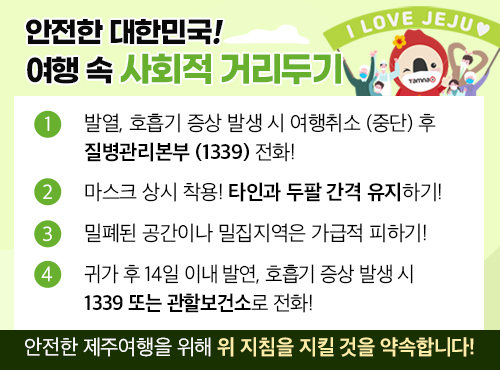 안전한 대한민국!
I LOVE JEJU
여행 속 사회적 거리두기
Tamnao
1 발열, 호흡기 증상 발생 시 여행취소 (중단) 후
질병관리본부 (1339) 전화!
2 마스크 상시 착용! 타인과 두팔 간격 유지하기!
3 밀폐된 공간이나 밀집지역은 가급적 피하기!
4 귀가 후 14일 이내 발연, 호흡기 증상 발생 시
1339 또는 관할보건소로 전화!
안전한 제주여행을 위해 위 지침을 지킬 것을 약속합니다!